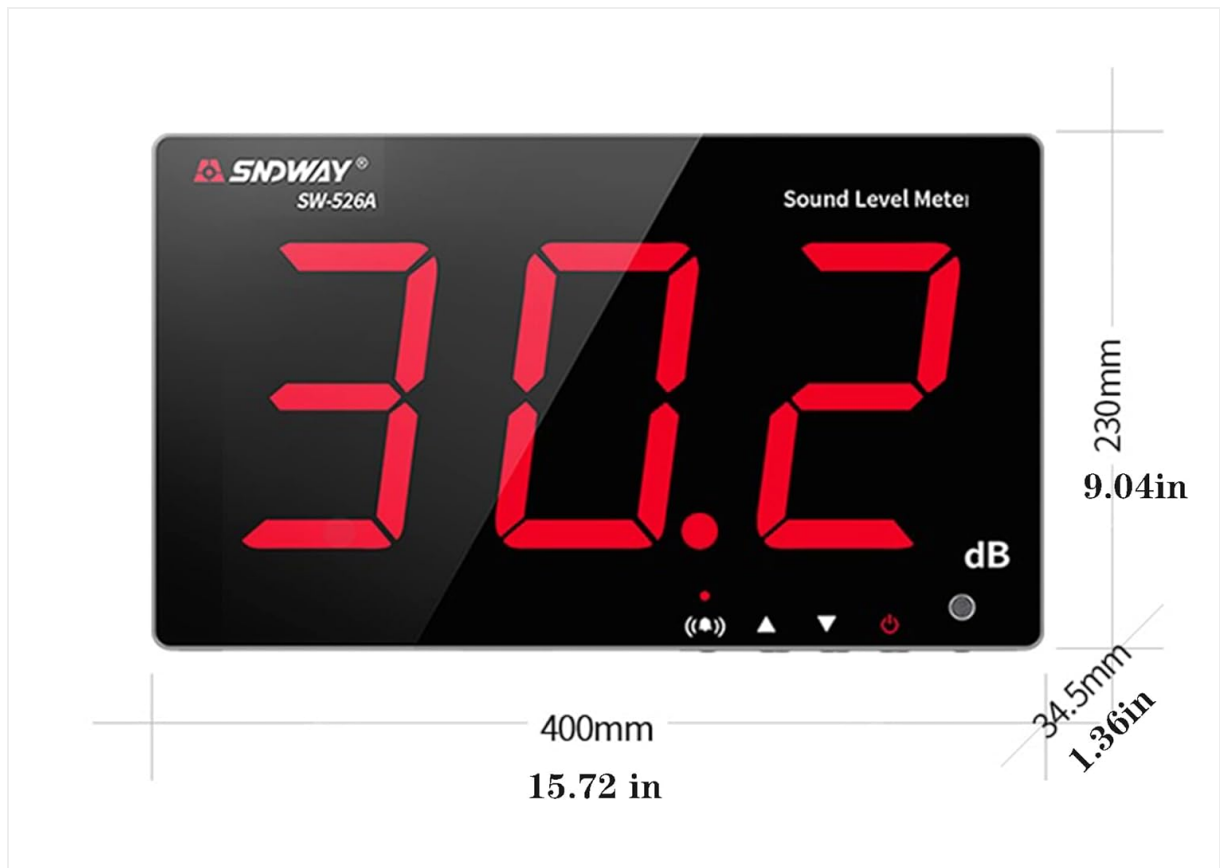 SNDWAY®
SW-526A
Sound Level Meter
30.2
dB
230mm
9.04in
34.5mm
1.36in
400mm
15.72 in